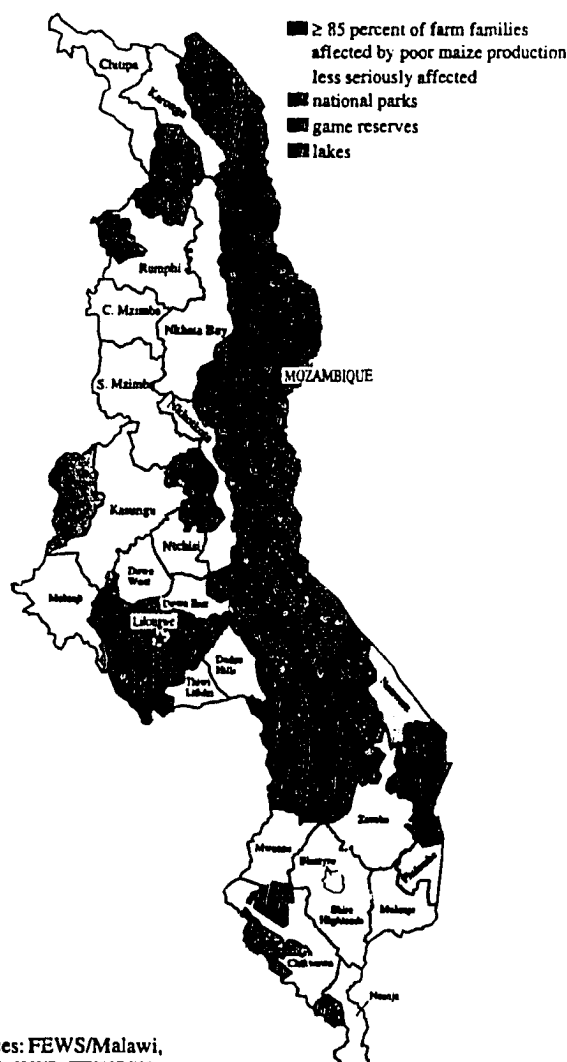 ≥ 85 percent of farm families
affected by poor maize production
less seriously affected
national parks
game reserves
lakes
Chitipa
Karonga
Rumphi
C. Mzimba
Nkhata Bay
S. Mzimba
MOZAMBIQUE
Nkhotakota
Kasungu
Ntchisi
Dowa
West
Mchinji
Dowa East
Lilongwe
Dedza
Hills
Thiwi
Lifidzi
Zomba
Mwanza
Blantyre
Shire
Highlands
Mulanje
Chikwawa
Nsanje
ces: FEWS/Malawi,